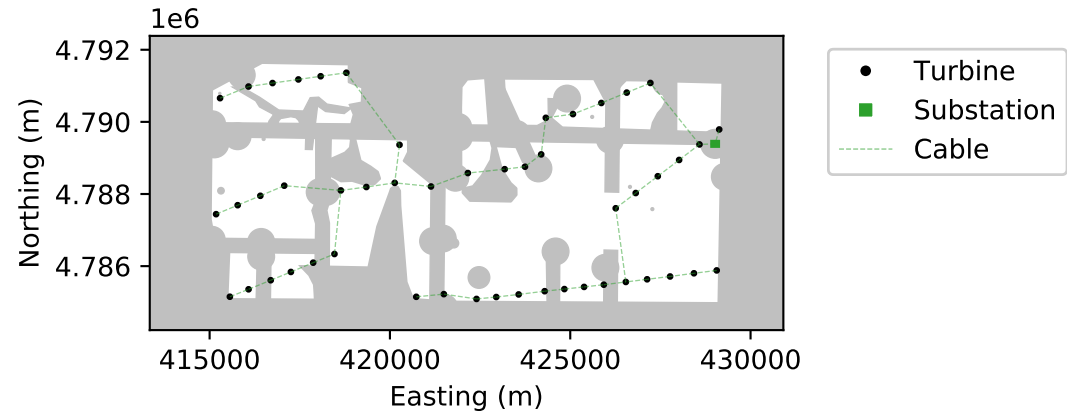 1e6
4.792
4.790
4.788
4.786
Northing (m)
415000
420000
425000
430000
Easting (m)
Turbine
Substation
Cable